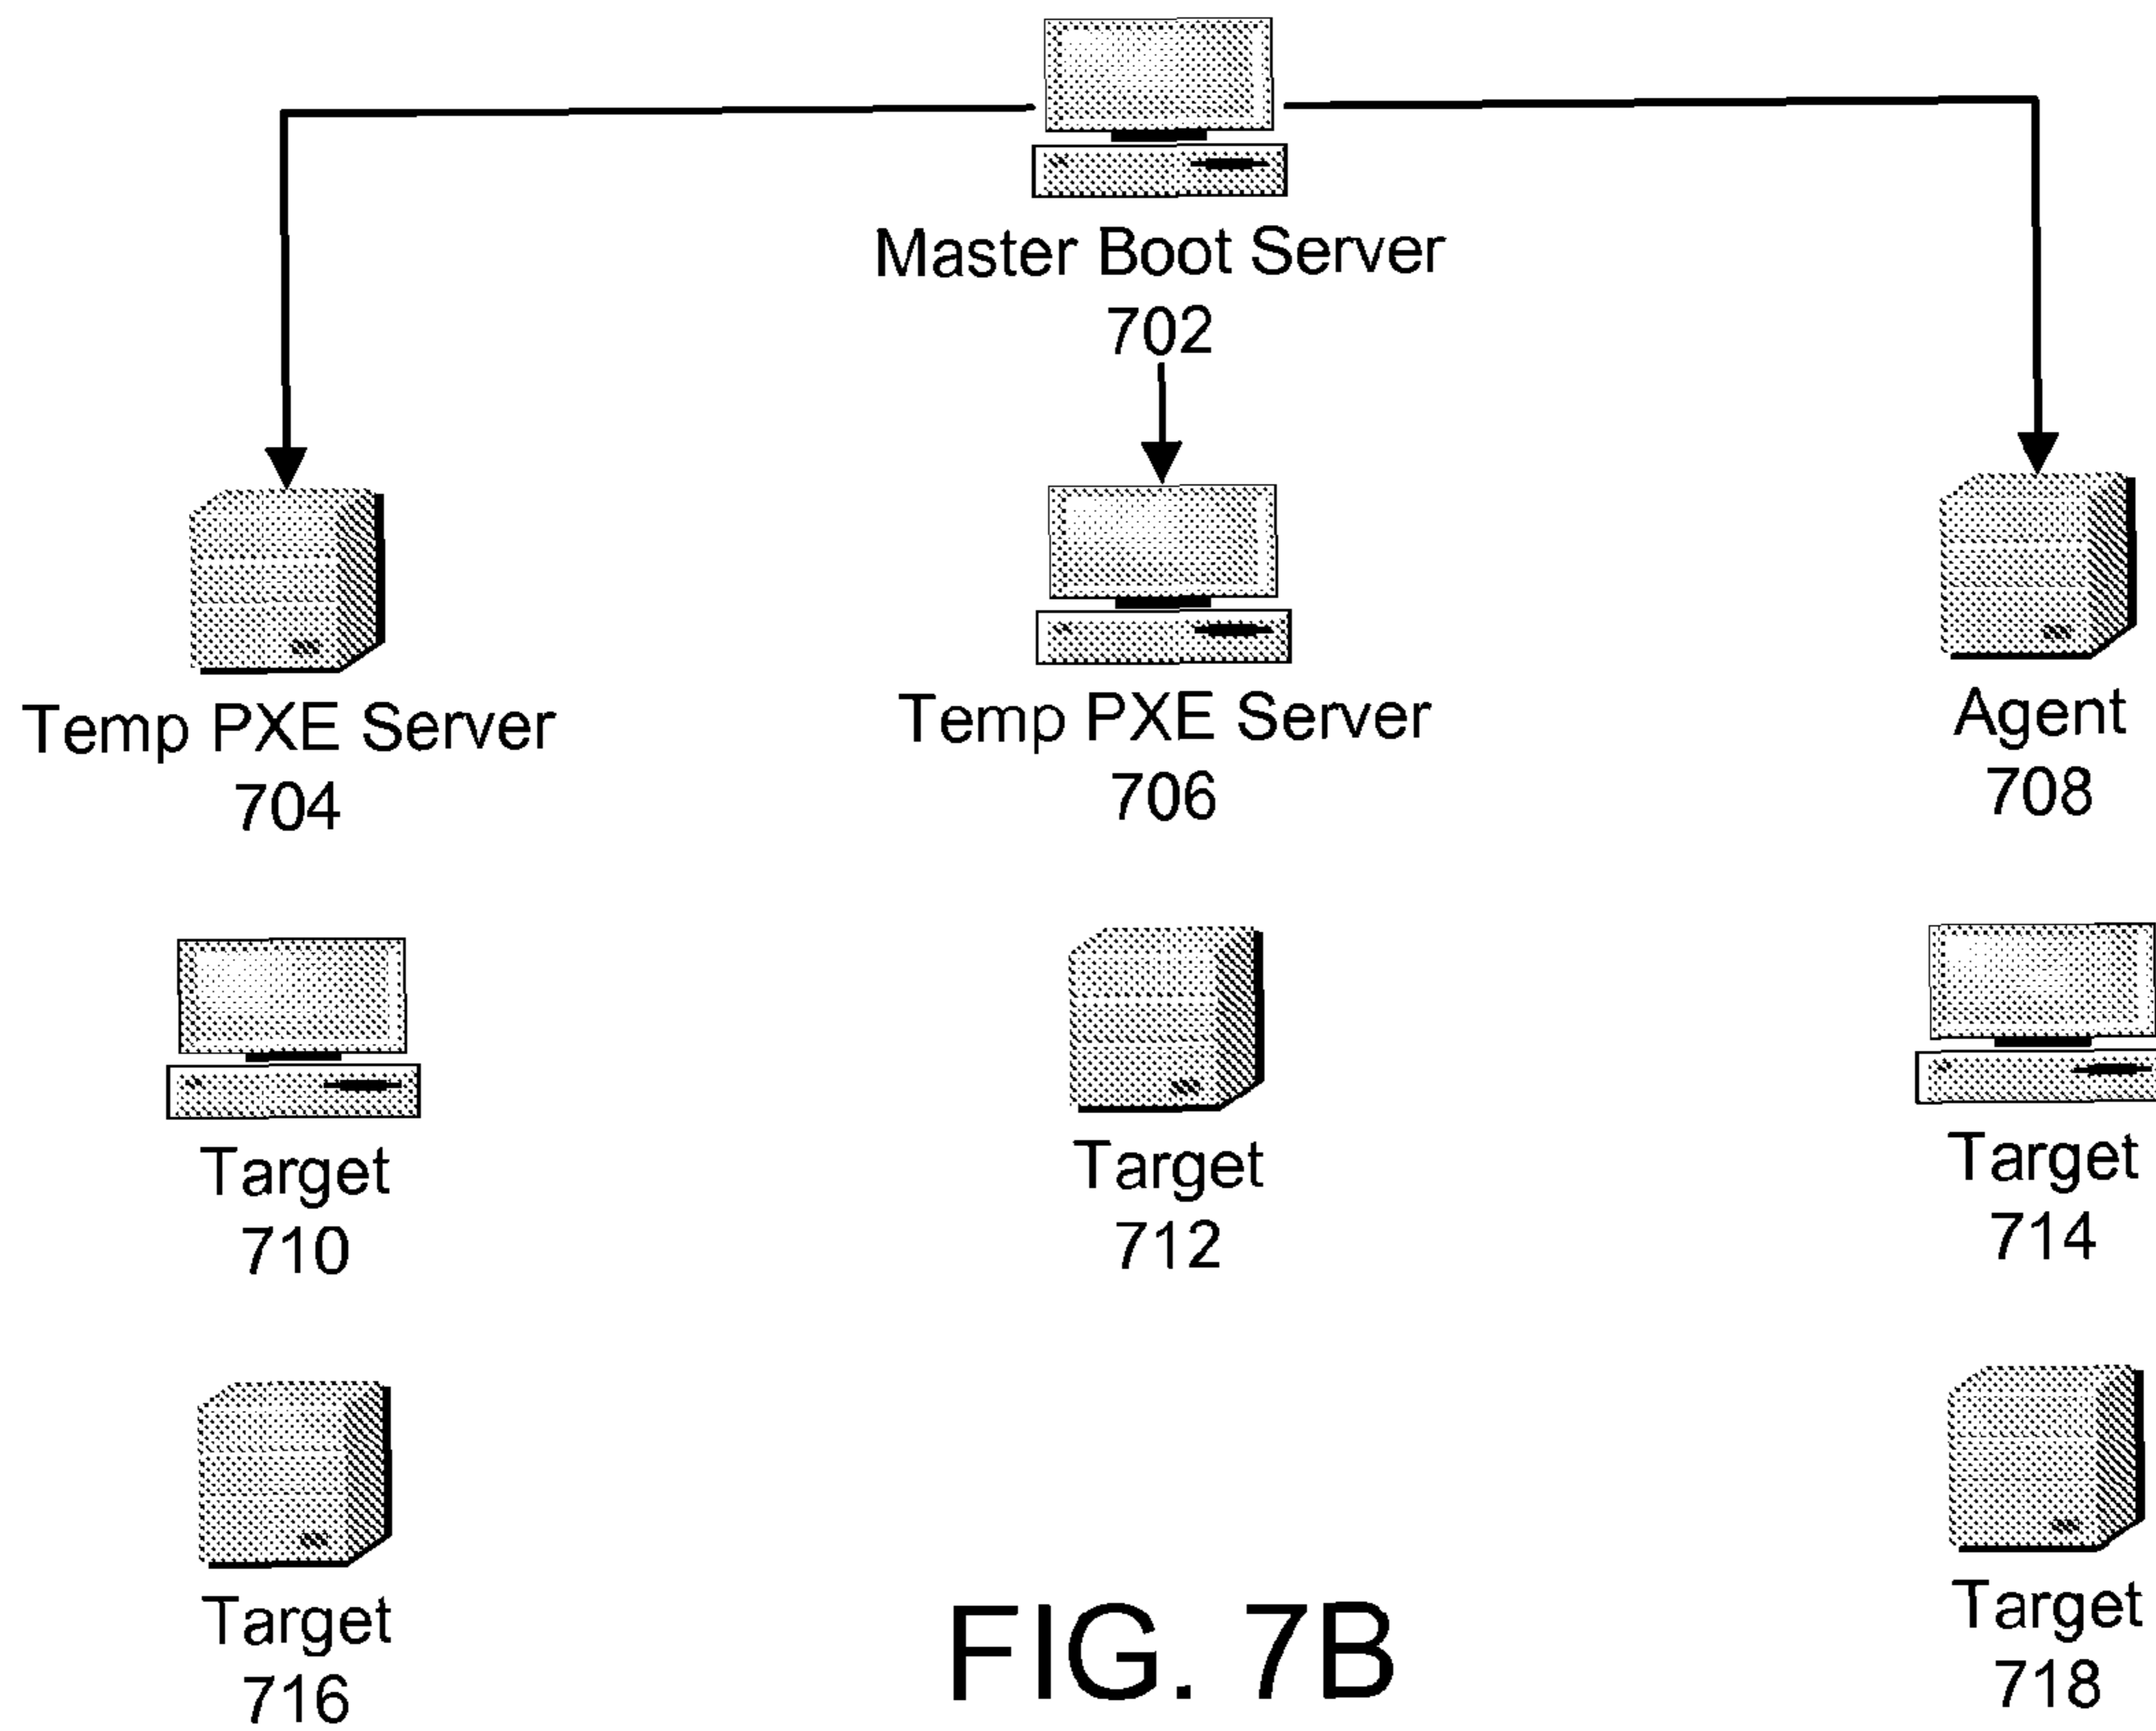 Master Boot Server
702
Temp PXE Server
704
Temp PXE Server
706
Agent
708
Target
710
Target
712
Target
714
Target
716
Target
718
FIG. 7B